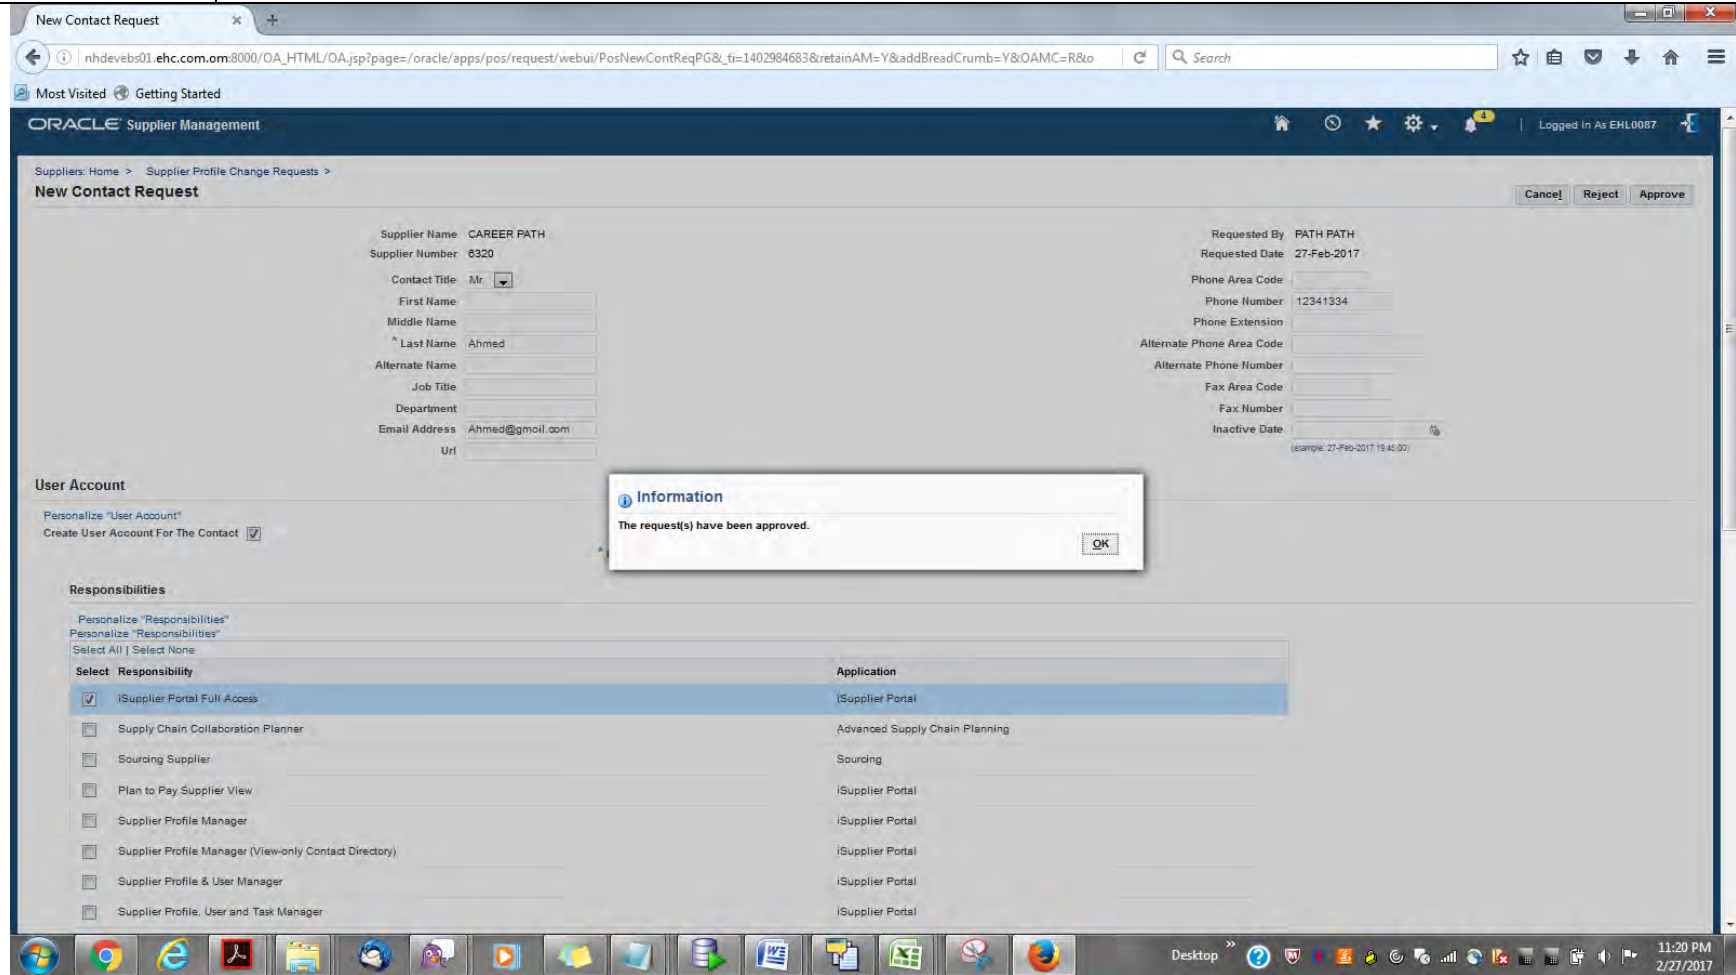 New Contact Request
nhdevebs01.ehc.com.om:8000/OA_HTML/OA.jsp?page=/oracle/apps/pos/request/webui/PosNewContReqPG&_ti=1402984683&retainAM=Y&addBreadCrumb=Y&OAMC=R&o
Search
Most Visited Getting Started
ORACLE Supplier Management
4
Logged In As EHL0087
Suppliers: Home > Supplier Profile Change Requests >
New Contact Request
Cancel Reject Approve
Supplier Name CAREER PATH
Requested By PATH PATH
Supplier Number 6320
Requested Date 27-Feb-2017
Contact Title Mr.
Phone Area Code
First Name
Phone Number 12341334
Middle Name
Phone Extension
* Last Name Ahmed
Alternate Phone Area Code
Alternate Name
Alternate Phone Number
Job Title
Fax Area Code
Department
Fax Number
Email Address Ahmed@gmoil.com
Inactive Date
Url
(example: 27-Feb-2017 19:45:00)
User Account
Information
Personalize "User Account"
The request(s) have been approved.
Create User Account For The Contact
OK
*
Responsibilities
Personalize "Responsibilities"
Personalize "Responsibilities"
Select All | Select None
Select Responsibility Application
iSupplier Portal Full Access iSupplier Portal
Supply Chain Collaboration Planner Advanced Supply Chain Planning
Sourcing Supplier Sourcing
Plan to Pay Supplier View iSupplier Portal
Supplier Profile Manager iSupplier Portal
Supplier Profile Manager (View-only Contact Directory) iSupplier Portal
Supplier Profile & User Manager iSupplier Portal
Supplier Profile, User and Task Manager iSupplier Portal
Desktop
11:20 PM
2/27/2017